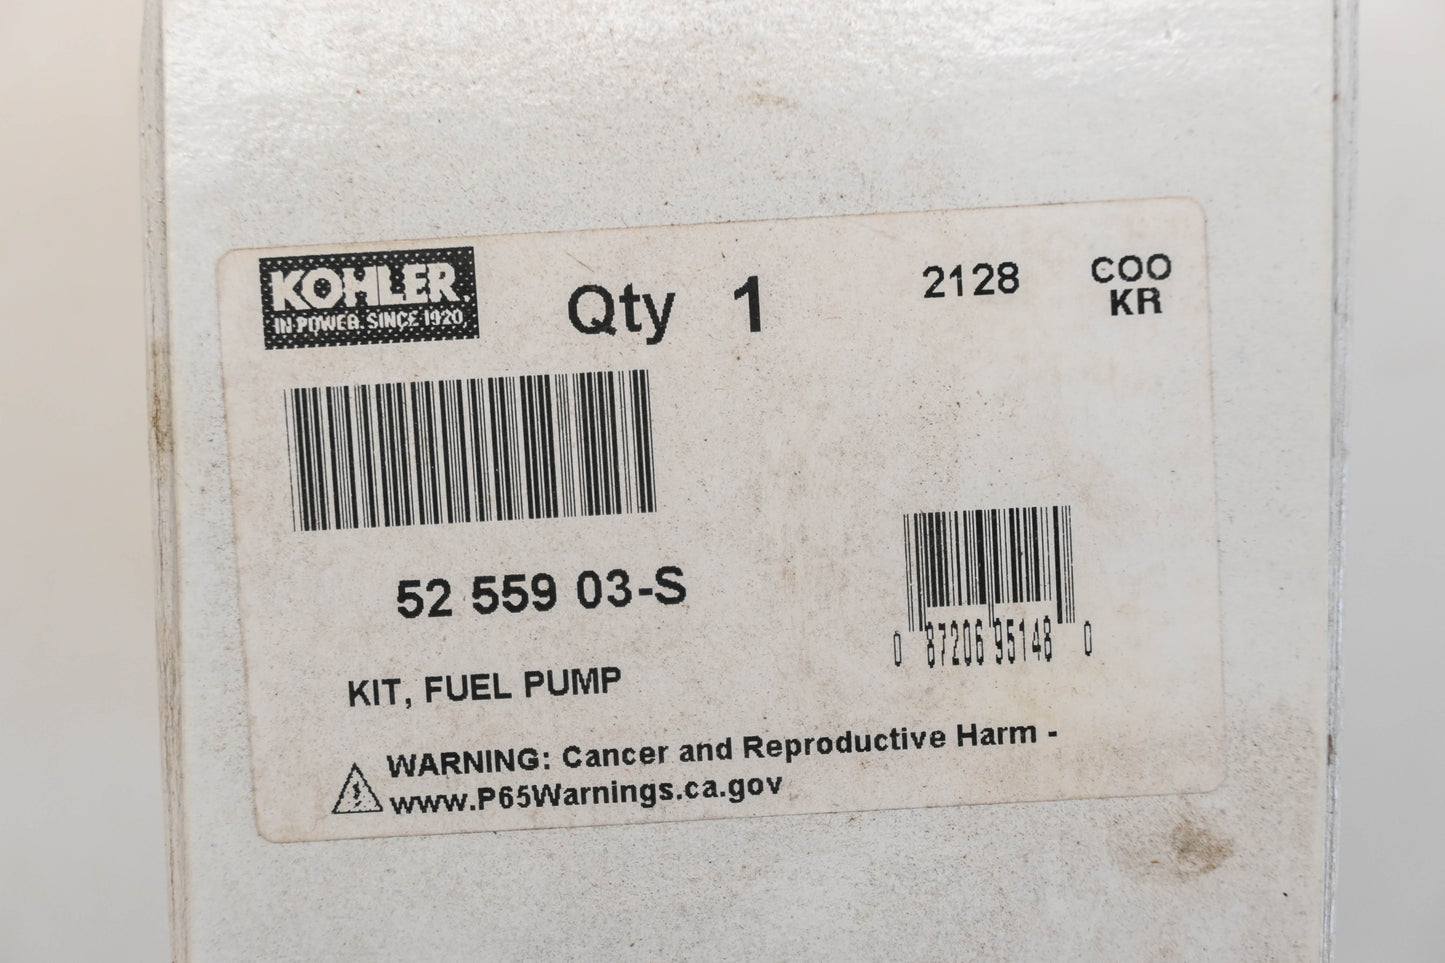 KOHLER
IN POWER. SINCE 1920
Qty 1
2128
COO
KR
52 559 03-S
0 87206 95148 0
KIT, FUEL PUMP
WARNING: Cancer and Reproductive Harm -
www.P65Warnings.ca.gov